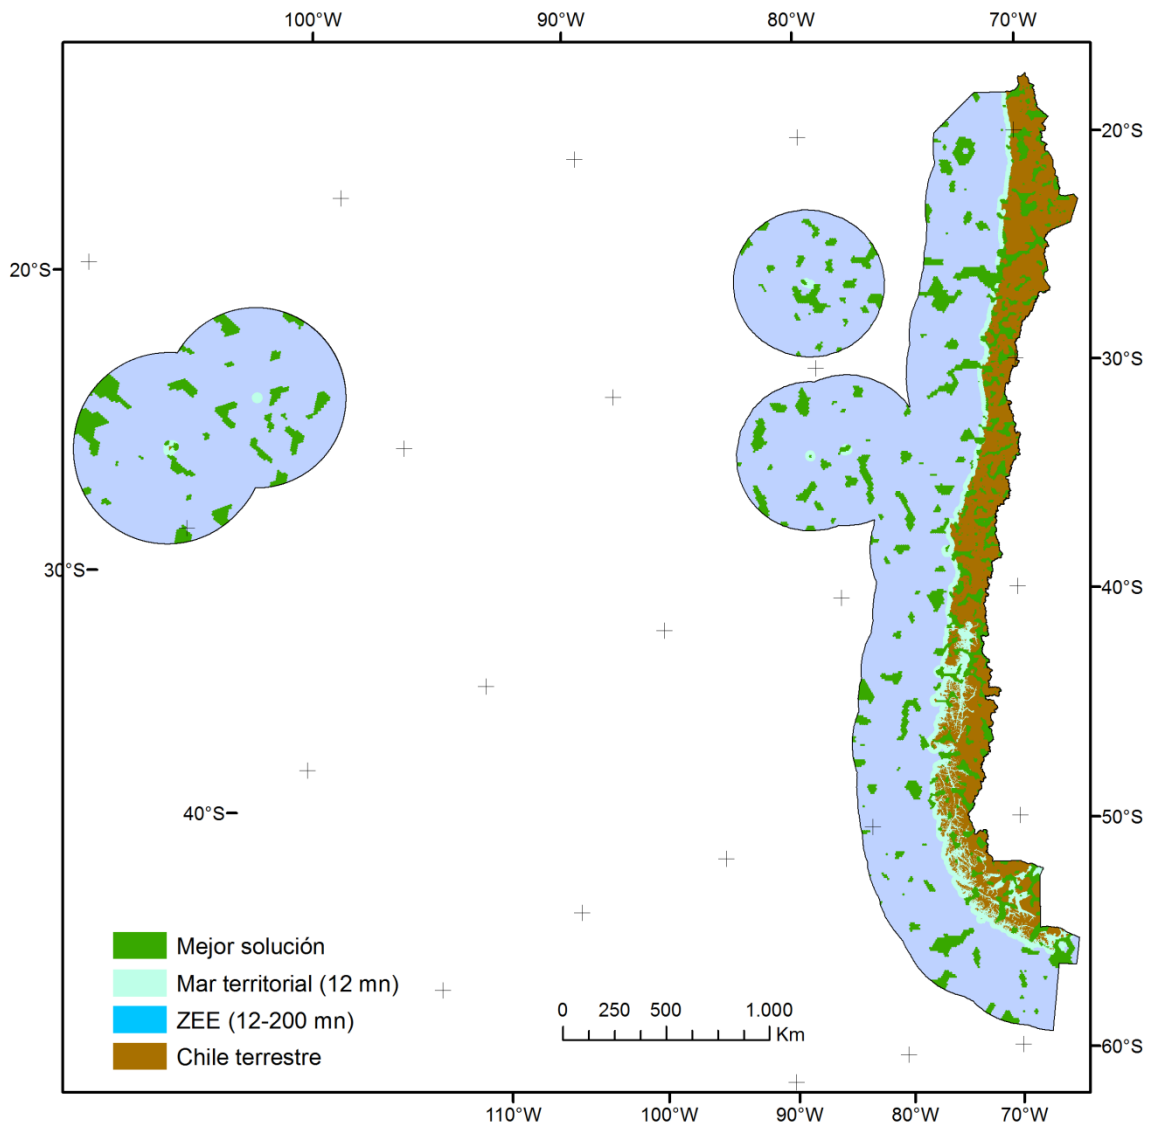 100°W 90°W 80°W 70°W
20°S
20°S
30°S
30°S
40°S
40°S
50°S
60°S
Mejor solución
Mar territorial (12 mn)
ZEE (12-200 mn)
Chile terrestre
0 250 500 1.000
Km
110°W 100°W 90°W 80°W 70°W